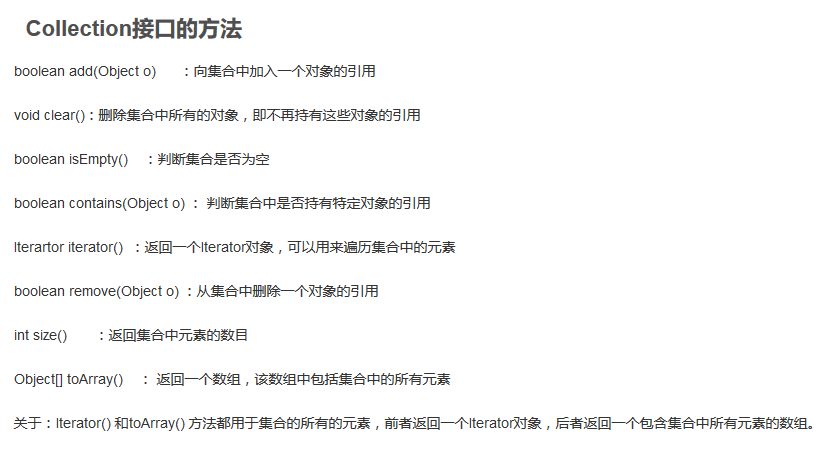 Collection接口的方法
boolean add(Object o) ：向集合中加入一个对象的引用
void clear()：删除集合中所有的对象，即不再持有这些对象的引用
boolean isEmpty() ：判断集合是否为空
boolean contains(Object o) ： 判断集合中是否持有特定对象的引用
Iterartor iterator() ：返回一个Iterator对象，可以用来遍历集合中的元素
boolean remove(Object o) ：从集合中删除一个对象的引用
int size() ：返回集合中元素的数目
Object[] toArray() ： 返回一个数组，该数组中包括集合中的所有元素
关于：Iterator() 和toArray() 方法都用于集合的所有的元素，前者返回一个Iterator对象，后者返回一个包含集合中所有元素的数组。